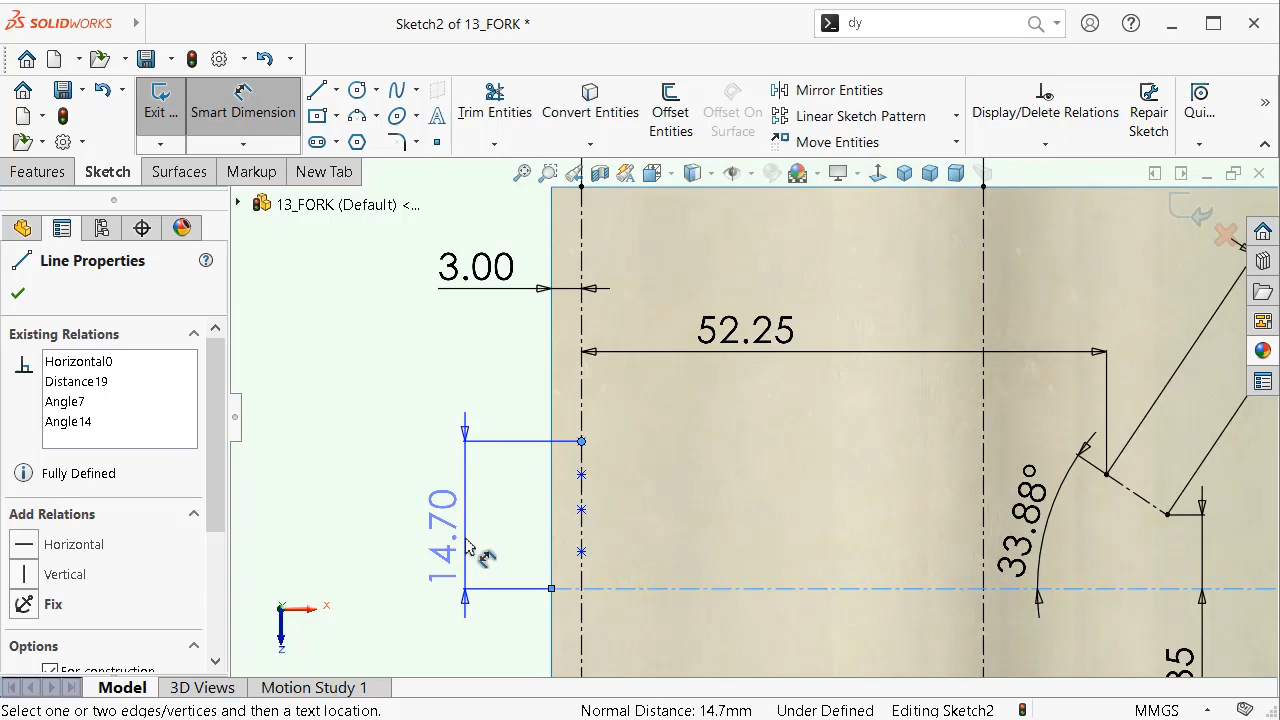 SOLIDWORKS
Sketch2 of 13_FORK *
dy
Exit ...
Smart Dimension
Trim Entities
Convert Entities
Offset Entities
Offset On Surface
Mirror Entities
Linear Sketch Pattern
Move Entities
Display/Delete Relations
Repair Sketch
Qui...
Features
Sketch
Surfaces
Markup
New Tab
13_FORK (Default) <...
Line Properties
Existing Relations
Horizontal0
Distance19
Angle7
Angle14
Fully Defined
Add Relations
Horizontal
Vertical
Fix
Options
For construction
3.00
52.25
14.70
33.88°
35
x
z
Model
3D Views
Motion Study 1
Select one or two edges/vertices and then a text location.
Normal Distance: 14.7mm
Under Defined
Editing Sketch2
MMGS